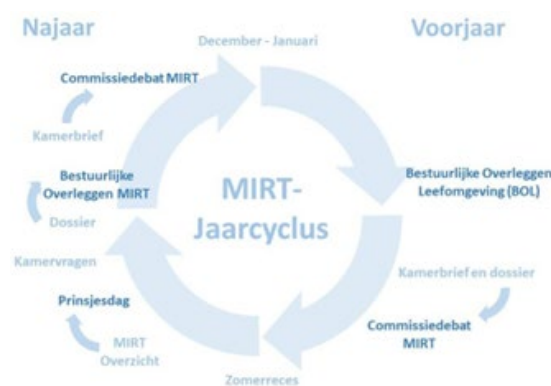 Najaar
Voorjaar
December - Januari
Commissiedebat MIRT
Kamerbrief
Bestuurlijke
Overleggen MIRT
Dossier
Kamervragen
Prinsjesdag
MIRT
Overzicht
MIRT-
Jaarcyclus
Bestuurlijke Overleggen
Leefomgeving (BOL)
Kamerbrief en dossier
Commissiedebat
MIRT
Zomerreces